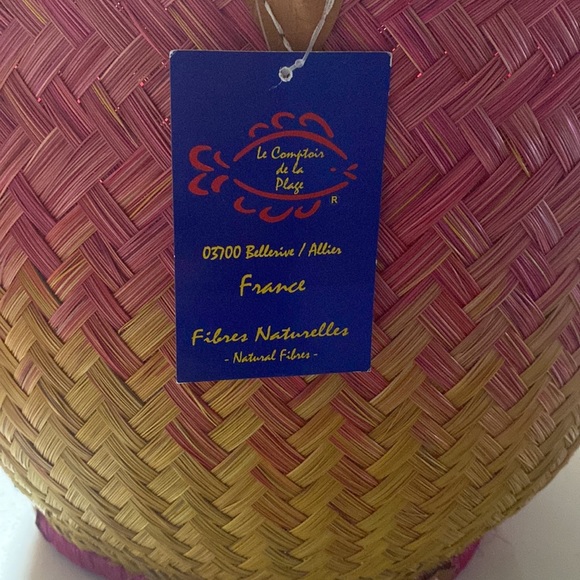 Le Comptoir
de la
Plage
R
03700 Bellerive / Allier
France
Fibres Naturelles
- Natural Fibres -